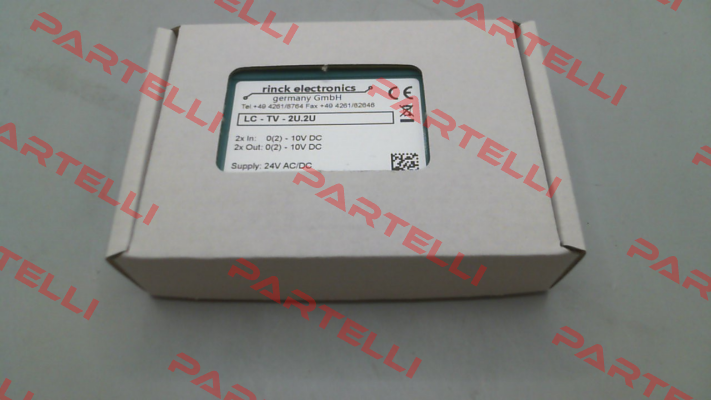 rinck electronics
germany GmbH
Tel +49 4261/8764 Fax +49 4261/82646
LC - TV - 2U.2U
2x In: 0(2) - 10V DC
2x Out: 0(2) - 10V DC
Supply: 24V AC/DC
CE
PARTELLI
PARTELLI
PARTELLI
PARTELLI
PARTELLI
PARTELLI
PARTELLI
PARTELLI
PARTELLI